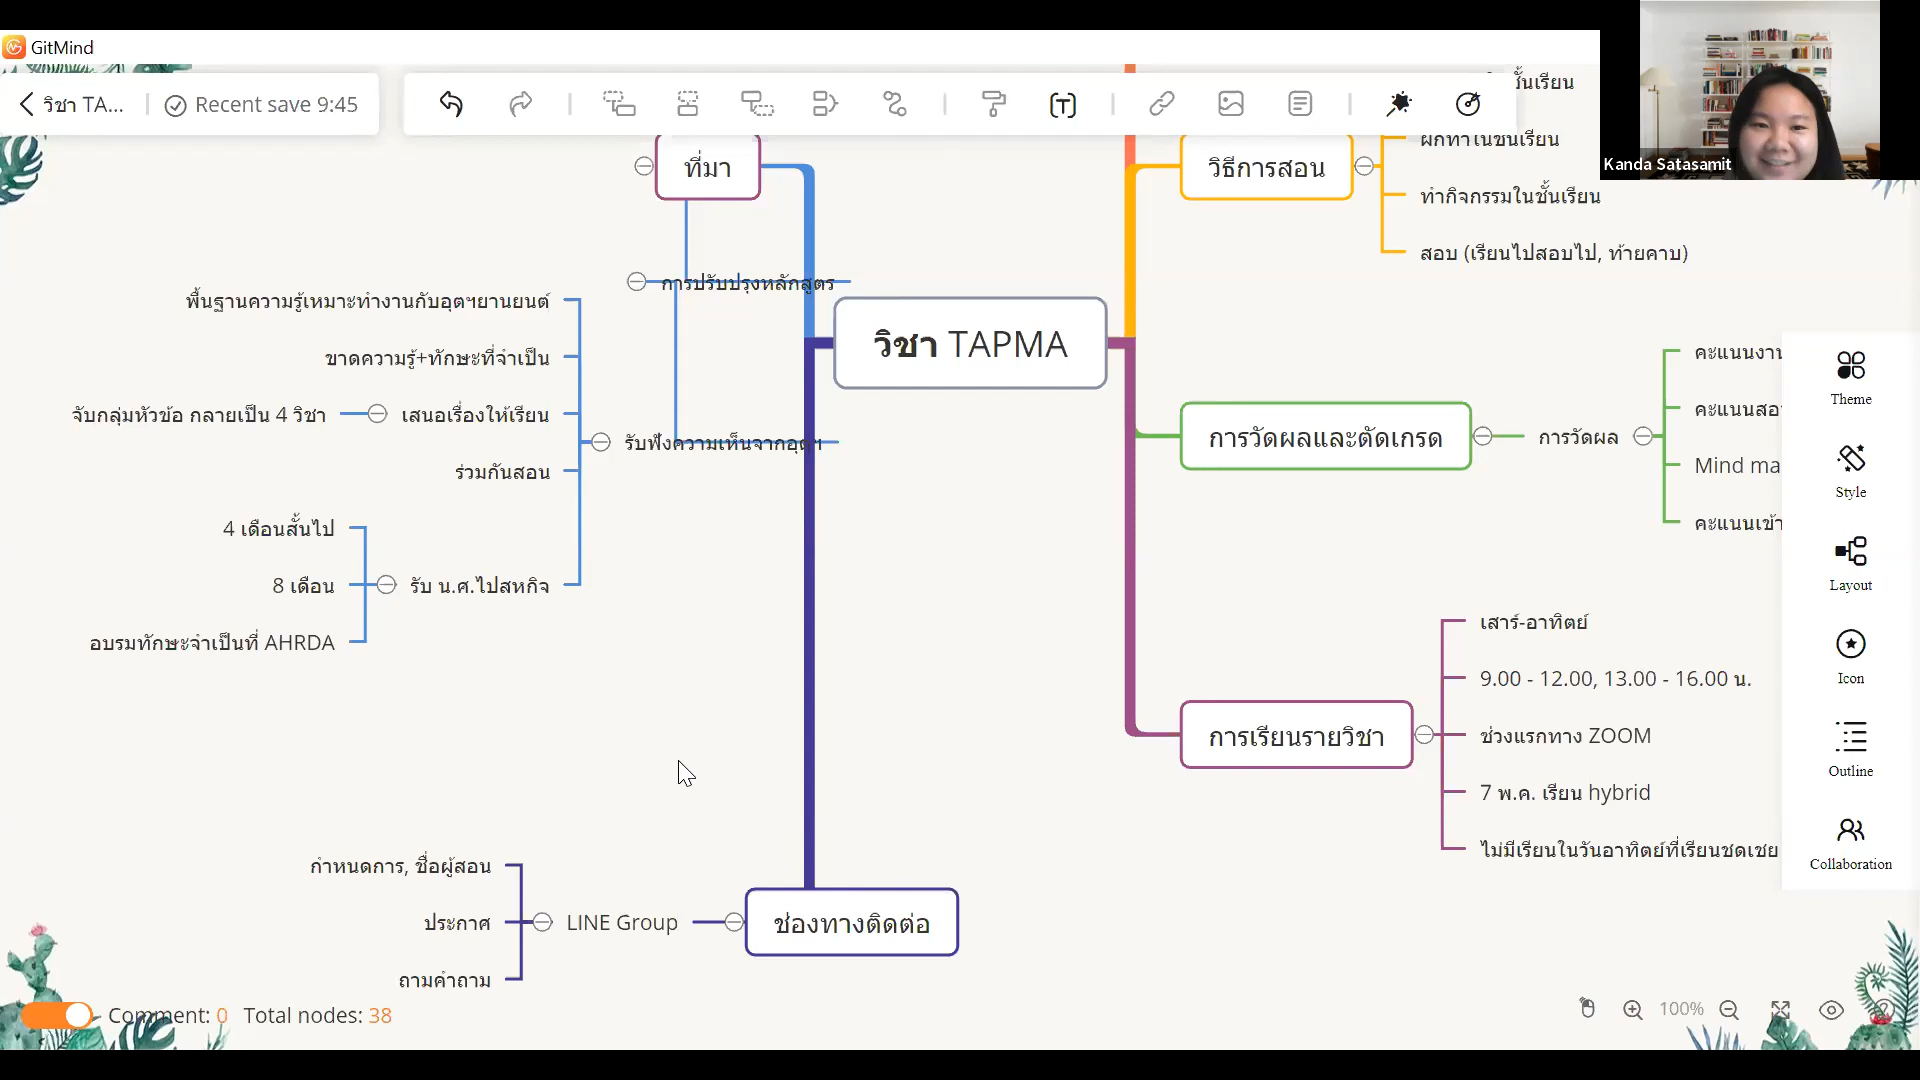 GitMind
วิชา TA...
Recent save 9:45
Kanda Satasamit
ที่มา
การปรับปรุงหลักสูตร
พื้นฐานความรู้เหมาะทำงานกับอุตฯยานยนต์
ขาดความรู้+ทักษะที่จำเป็น
จับกลุ่มหัวข้อ กลายเป็น 4 วิชา
เสนอเรื่องให้เรียน
รับฟังความเห็นจากอุตฯ
ร่วมกันสอน
4 เดือนสั้นไป
8 เดือน
รับ น.ศ.ไปสหกิจ
อบรมทักษะจำเป็นที่ AHRDA
วิชา TAPMA
วิธีการสอน
ชั้นเรียน
ฝึกทำในชั้นเรียน
ทำกิจกรรมในชั้นเรียน
สอบ (เรียนไปสอบไป, ท้ายคาบ)
การวัดผลและตัดเกรด
การวัดผล
คะแนนงาน
คะแนนสอบ
Mind ma
คะแนนเข้า
การเรียนรายวิชา
เสาร์-อาทิตย์
9.00 - 12.00, 13.00 - 16.00 น.
ช่วงแรกทาง ZOOM
7 พ.ค. เรียน hybrid
ไม่มีเรียนในวันอาทิตย์ที่เรียนชดเชย
กำหนดการ, ชื่อผู้สอน
ประกาศ
ถามคำถาม
LINE Group
ช่องทางติดต่อ
Theme
Style
Layout
Icon
Outline
Collaboration
Comment: 0 Total nodes: 38
100%